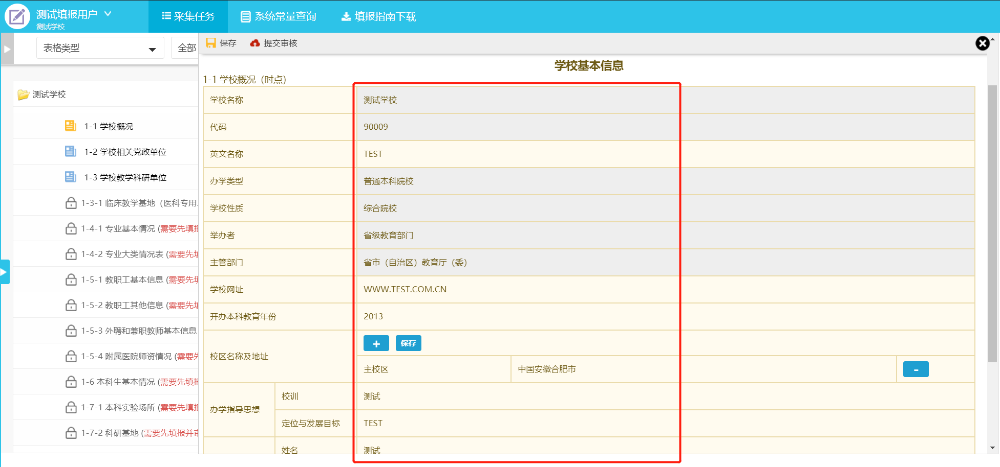 测试填报用户
测试学校
采集任务
系统常量查询
填报指南下载
表格类型
全部
保存
提交审核
测试学校
1-1 学校概况
1-2 学校相关党政单位
1-3 学校教学科研单位
1-3-1 临床教学基地（医科专用.
1-4-1 专业基本情况 (需要先填报
1-4-2 专业大类情况表 (需要先填
1-5-1 教职工基本信息 (需要先填
1-5-2 教职工其他信息 (需要先填
1-5-3 外聘和兼职教师基本信息
1-5-4 附属医院师资情况 (需要先
1-6 本科生基本情况 (需要先填报
1-7-1 本科实验场所 (需要先填报
1-7-2 科研基地 (需要先填报并审
学校基本信息
1-1 学校概况（时点）
学校名称 测试学校
代码 90009
英文名称 TEST
办学类型 普通本科院校
学校性质 综合院校
举办者 省级教育部门
主管部门 省市（自治区）教育厅（委）
学校网址 WWW.TEST.COM.CN
开办本科教育年份 2013
校区名称及地址
+ 保存
主校区 中国安徽合肥市 -
办学指导思想
校训 测试
定位与发展目标 TEST
姓名 测试